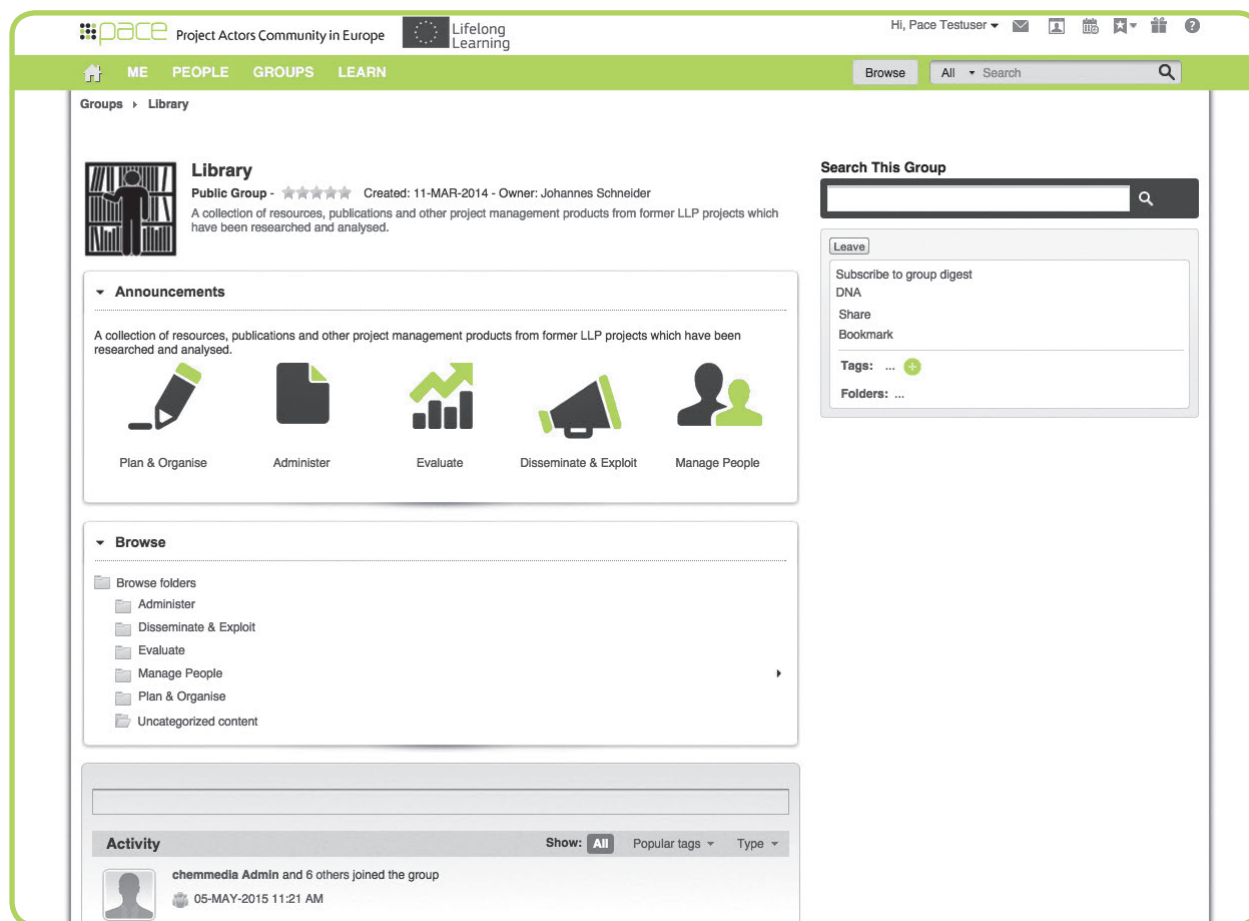 pace Project Actors Community in Europe
Lifelong
Learning
Hi, Pace Testuser
ME PEOPLE GROUPS LEARN
Browse All Search
Groups Library
Library
Public Group - Created: 11-MAR-2014 - Owner: Johannes Schneider
A collection of resources, publications and other project management products from former LLP projects which
have been researched and analysed.
Search This Group
Leave
Subscribe to group digest
DNA
Share
Bookmark
Tags: ...
Folders: ...
Announcements
A collection of resources, publications and other project management products from former LLP projects which have been
researched and analysed.
Plan & Organise Administer Evaluate Disseminate & Exploit Manage People
Browse
Browse folders
Administer
Disseminate & Exploit
Evaluate
Manage People
Plan & Organise
Uncategorized content
Activity Show: All Popular tags Type
chemmedia Admin and 6 others joined the group
05-MAY-2015 11:21 AM